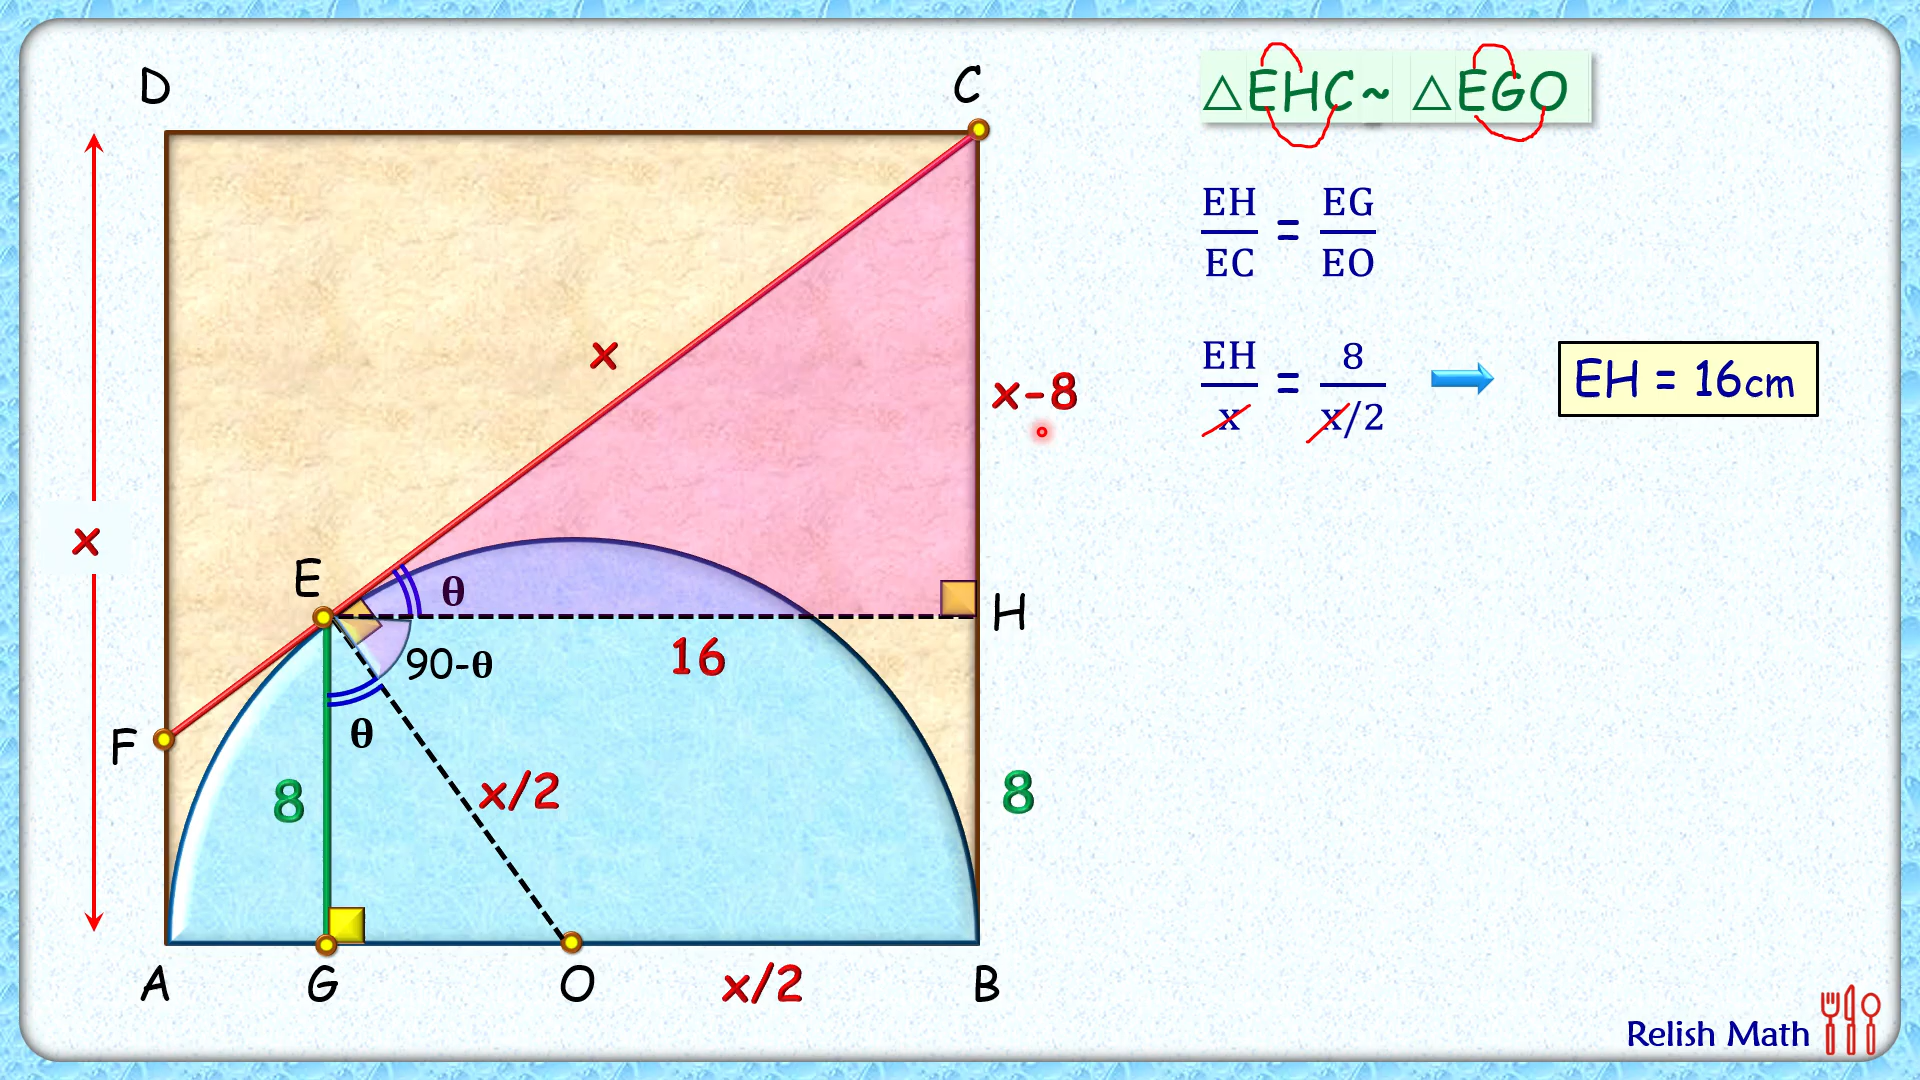 D
C
△EHC ~ △EGO
EH/EC = EG/EO
EH/x = 8/x/2
EH = 16cm
x
x-8
x
E
θ
H
90-θ
16
F
θ
8
x/2
8
A
G
O
x/2
B
Relish Math